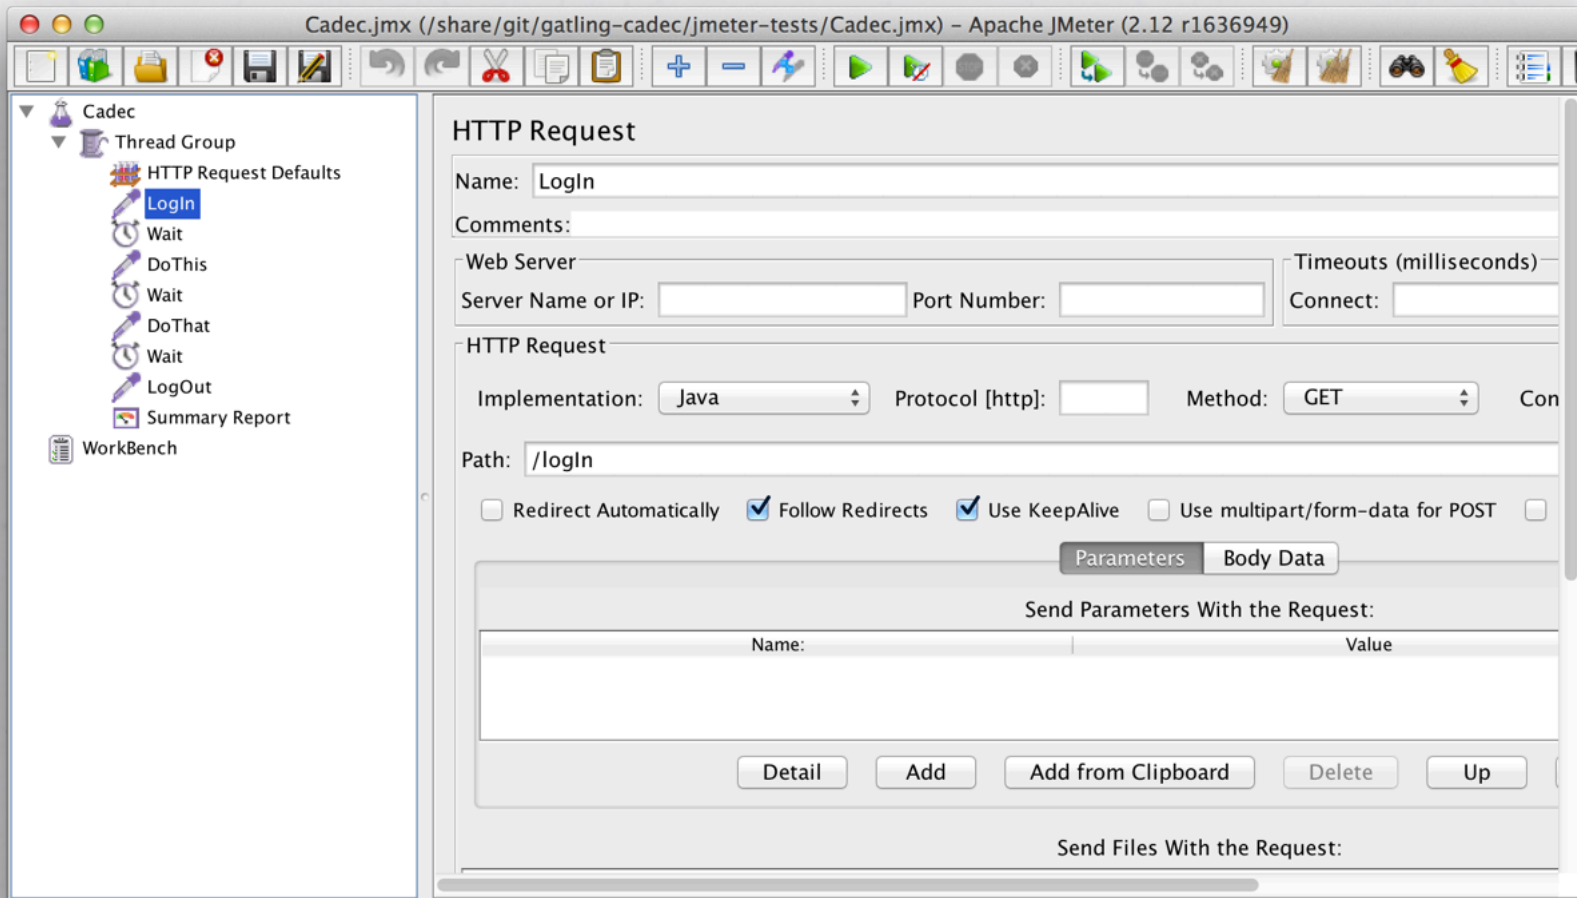 Cadec.jmx (/share/git/gatling-cadec/jmeter-tests/Cadec.jmx) – Apache JMeter (2.12 r1636949)
Cadec
Thread Group
HTTP Request Defaults
LogIn
Wait
DoThis
Wait
DoThat
Wait
LogOut
Summary Report
WorkBench
HTTP Request
Name: LogIn
Comments:
Web Server
Timeouts (milliseconds)
Server Name or IP: Port Number: Connect:
HTTP Request
Implementation: Java Protocol [http]: Method: GET Con
Path: /logIn
Redirect Automatically Follow Redirects Use KeepAlive Use multipart/form-data for POST
Parameters Body Data
Send Parameters With the Request:
Name: Value
Detail Add Add from Clipboard Delete Up
Send Files With the Request: